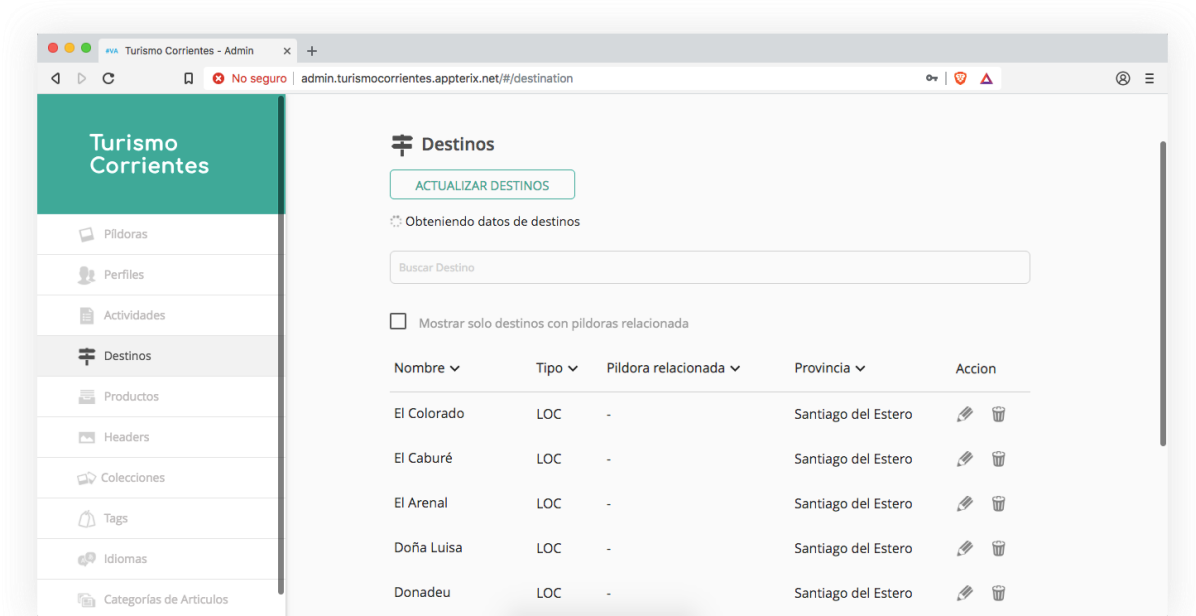 #VA Turismo Corrientes - Admin
No seguro admin.turismocorrientes.appterix.net/#/destination
Turismo
Corrientes
Píldoras
Perfiles
Actividades
Destinos
Productos
Headers
Colecciones
Tags
Idiomas
Categorías de Articulos
Destinos
ACTUALIZAR DESTINOS
Obteniendo datos de destinos
Buscar Destino
Mostrar solo destinos con pildoras relacionada
Nombre Tipo Pildora relacionada Provincia Accion
El Colorado LOC - Santiago del Estero
El Caburé LOC - Santiago del Estero
El Arenal LOC - Santiago del Estero
Doña Luisa LOC - Santiago del Estero
Donadeu LOC - Santiago del Estero